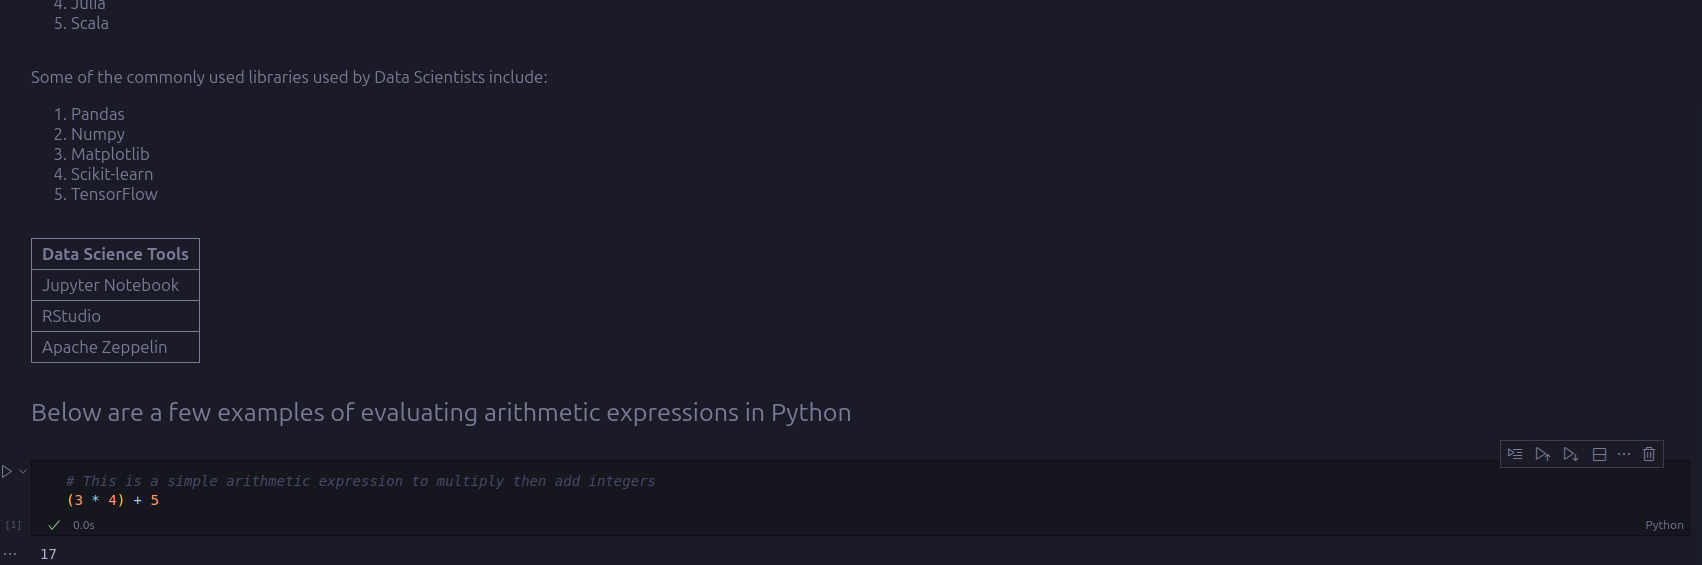 4. Julia
5. Scala
Some of the commonly used libraries used by Data Scientists include:
1. Pandas
2. Numpy
3. Matplotlib
4. Scikit-learn
5. TensorFlow
Data Science Tools
Jupyter Notebook
RStudio
Apache Zeppelin
Below are a few examples of evaluating arithmetic expressions in Python
# This is a simple arithmetic expression to multiply then add integers
(3 * 4) + 5
[1] 0.0s Python
17